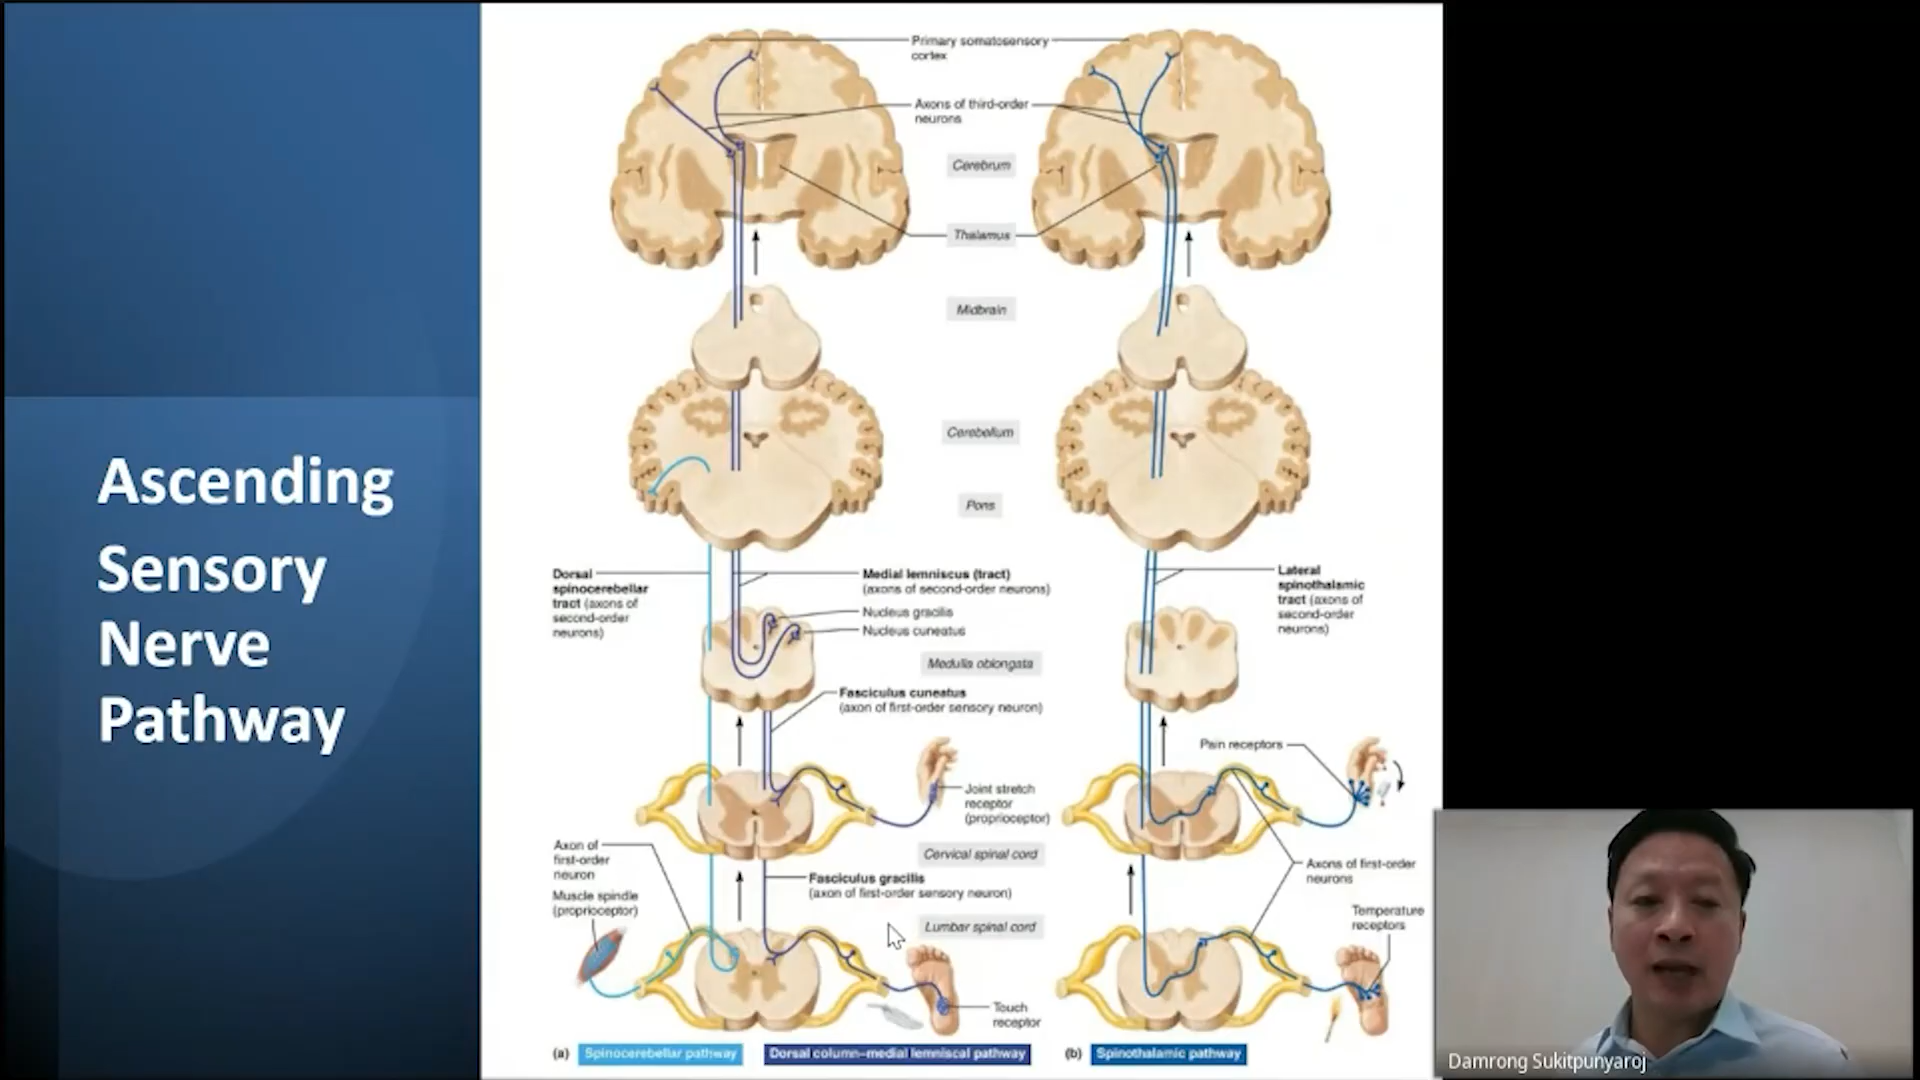 Ascending
Sensory
Nerve
Pathway
Primary somatosensory
cortex
Axons of third-order
neurons
Cerebrum
Thalamus
Midbrain
Cerebellum
Pons
Dorsal
spinocerebellar
tract (axons of
second-order
neurons)
Medial lemniscus (tract)
(axons of second-order neurons)
Nucleus gracilis
Nucleus cuneatus
Medulla oblongata
Fasciculus cuneatus
(axon of first-order sensory neuron)
Joint stretch
receptor
(proprioceptor)
Cervical spinal cord
Axon of
first-order
neuron
Muscle spindle
(proprioceptor)
Fasciculus gracilis
(axon of first-order sensory neuron)
Lumbar spinal cord
Touch
receptor
(a) Spinocerebellar pathway
Dorsal column–medial lemniscal pathway
Lateral
spinothalamic
tract (axons of
second-order
neurons)
Pain receptors
Axons of first-order
neurons
Temperature
receptors
(b) Spinothalamic pathway
Damrong Sukitpunyaroj